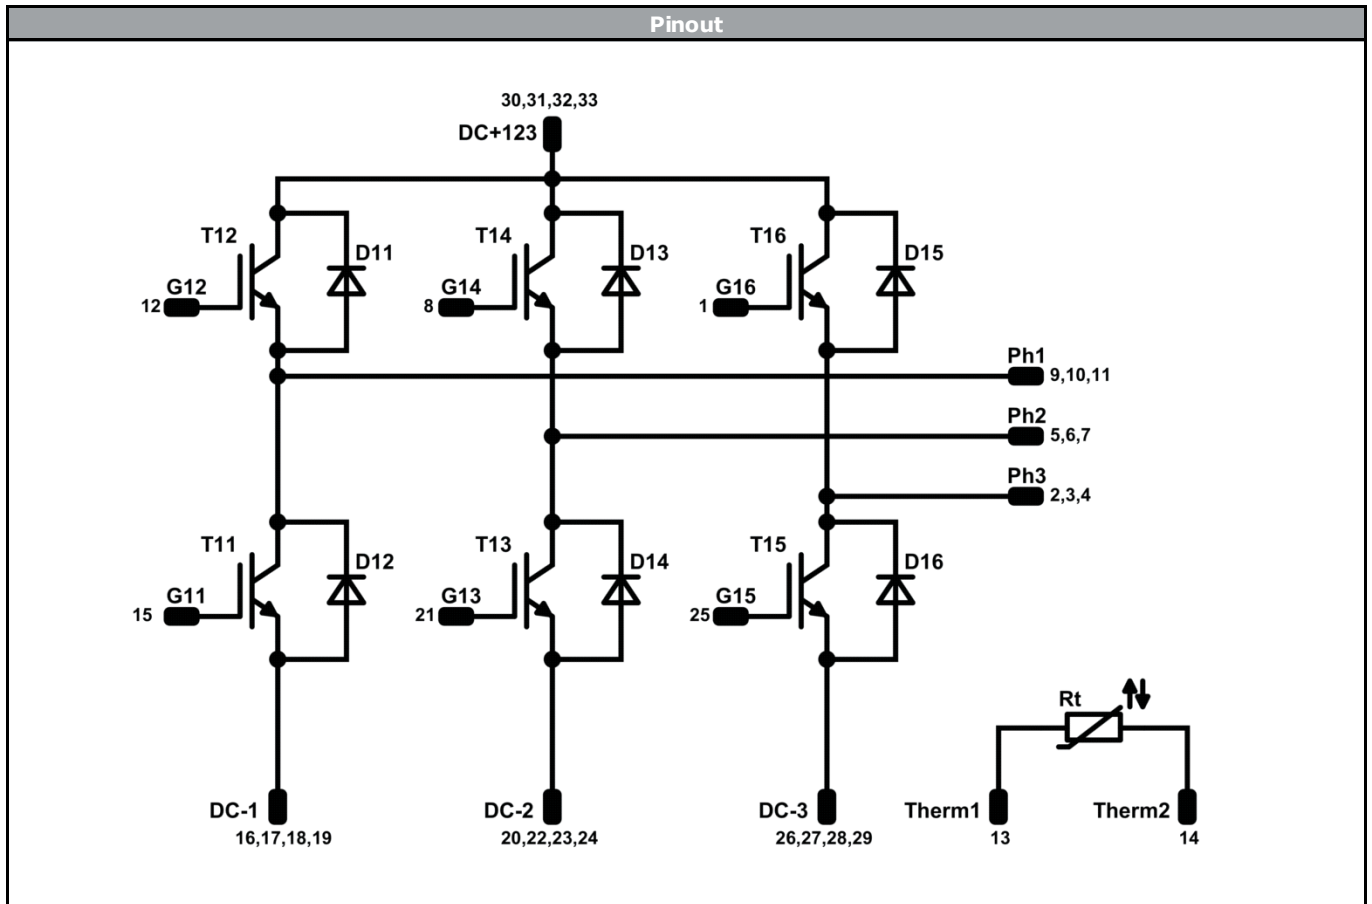 Pinout
30,31,32,33
DC+123
T12
D11
G12
12
T14
D13
G14
8
T16
D15
G16
1
Ph1
9,10,11
Ph2
5,6,7
Ph3
2,3,4
T11
D12
G11
15
T13
D14
G13
21
T15
D16
G15
25
Rt
DC-1
16,17,18,19
DC-2
20,22,23,24
DC-3
26,27,28,29
Therm1
13
Therm2
14